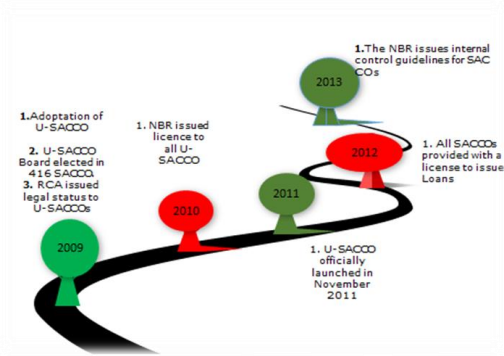 1.Adoptation of
U-SACCO
2. U-SACCO
Board elected in
416 SACCO.
3. RCA issued
legal status to
U-SACCOs
2009
1. NBR issued
licence to
all U-
SACCO
2010
2011
1. U-SACCO
officially
launched in
November
2011
2012
1. All SACCOs
provided with a
license to issue
Loans
2013
1.The NBR issues internal
control guidelines for SAC
COs